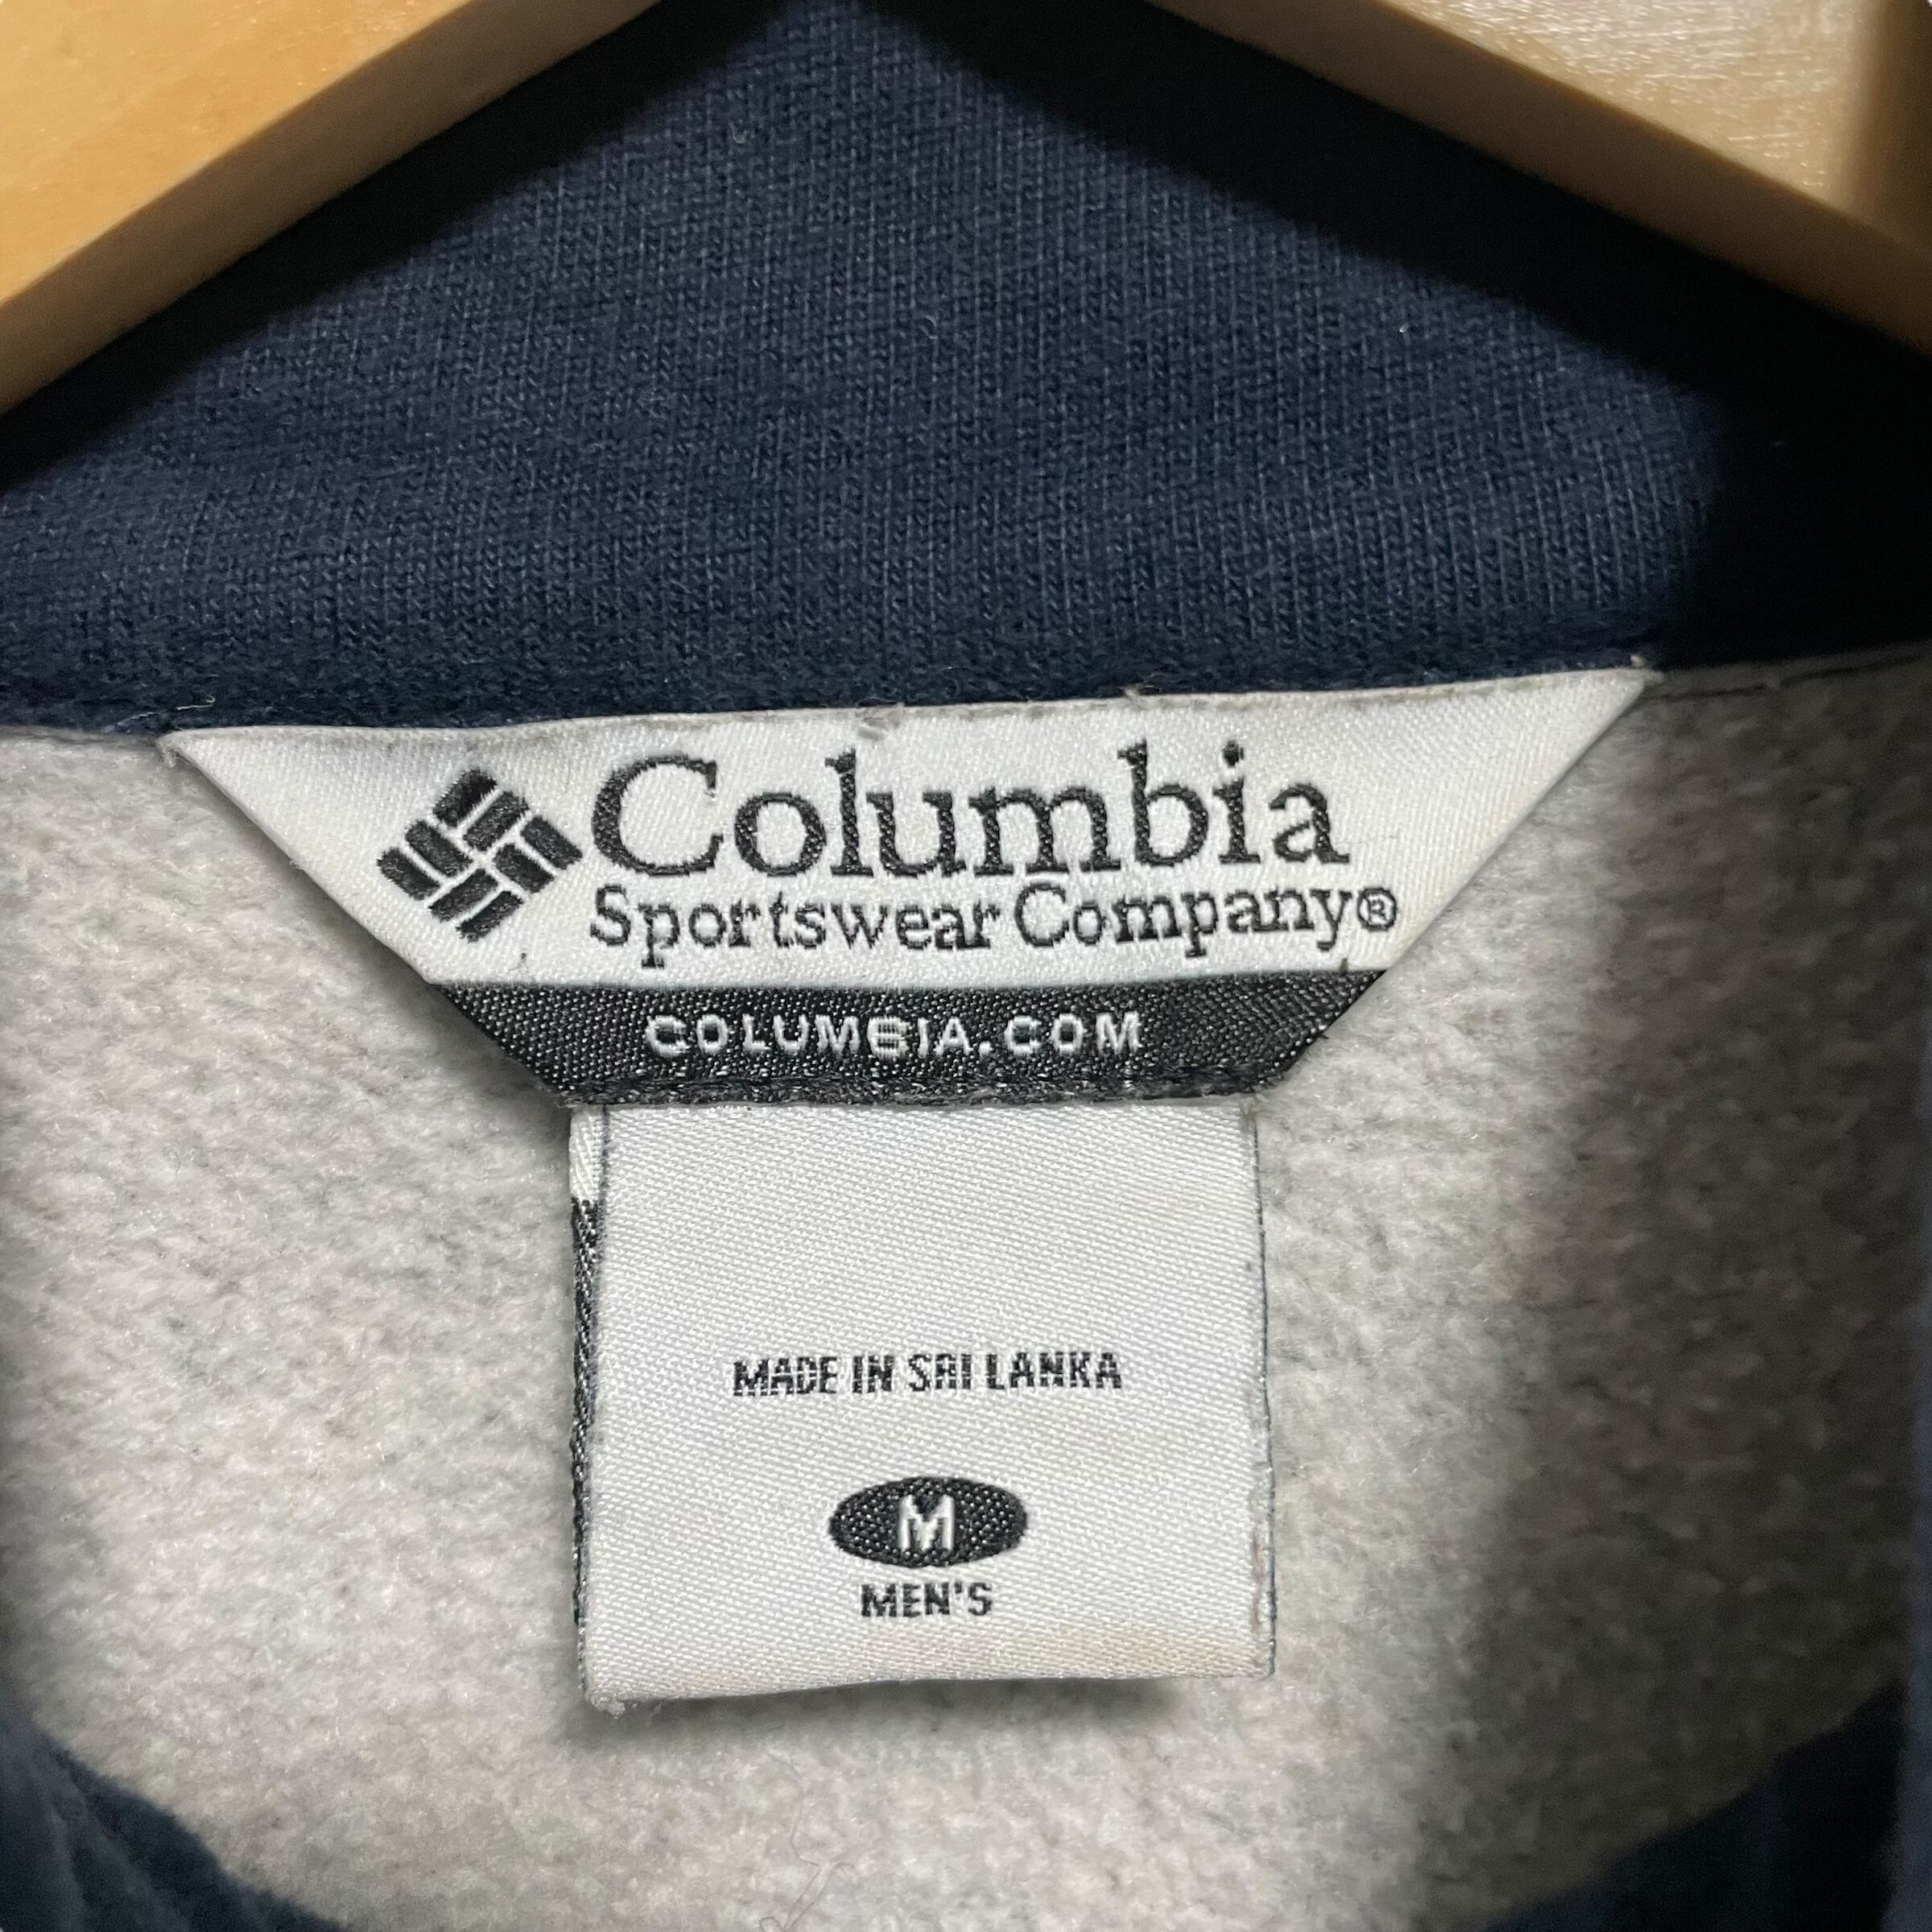 Columbia
Sportswear Company®
COLUMBIA.COM
MADE IN SRI LANKA
M
MEN'S